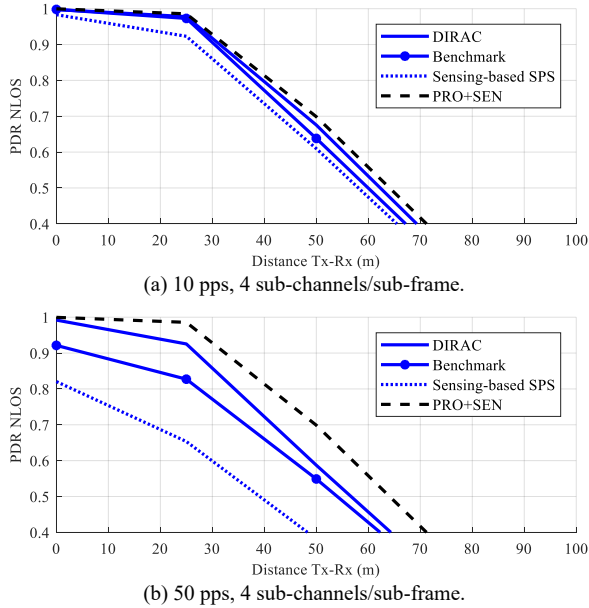 1
0.9
0.8
0.7
0.6
0.5
0.4
PDR NLOS
DIRAC
Benchmark
Sensing-based SPS
PRO+SEN
0 10 20 30 40 50 60 70 80 90 100
Distance Tx-Rx (m)
(a) 10 pps, 4 sub-channels/sub-frame.
1
0.9
0.8
0.7
0.6
0.5
0.4
PDR NLOS
DIRAC
Benchmark
Sensing-based SPS
PRO+SEN
0 10 20 30 40 50 60 70 80 90 100
Distance Tx-Rx (m)
(b) 50 pps, 4 sub-channels/sub-frame.